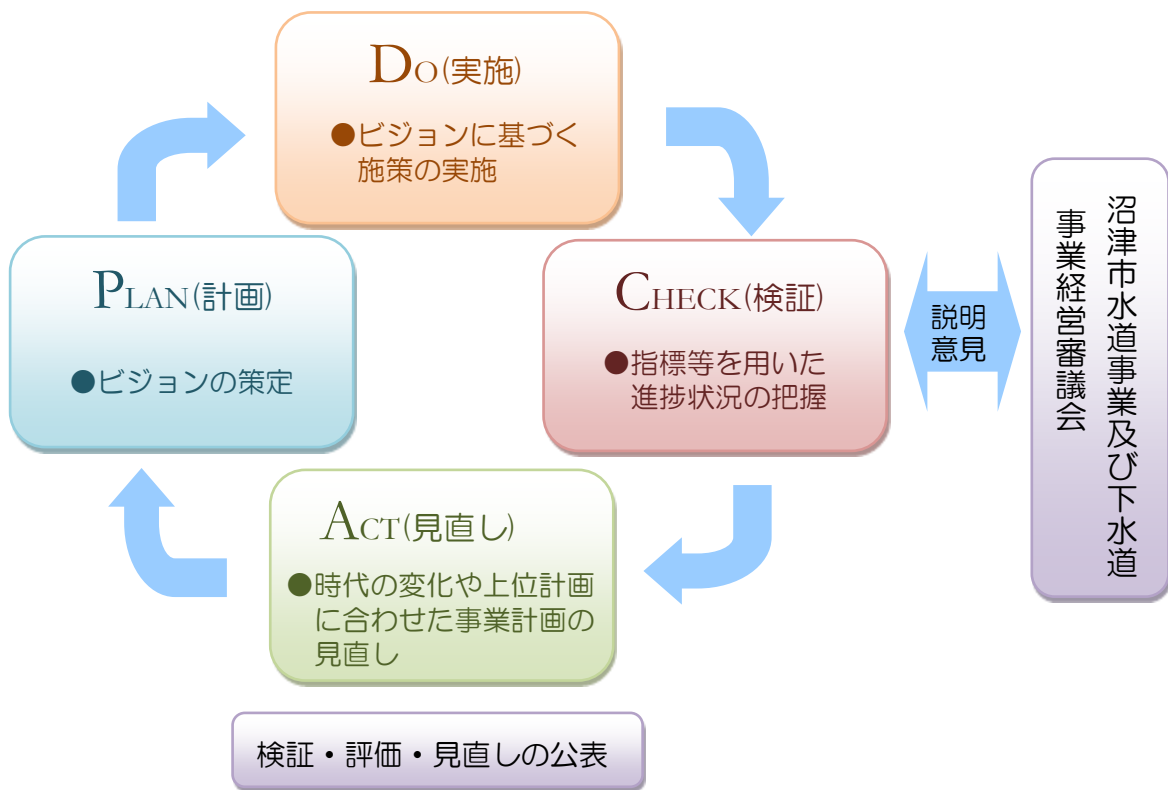 DO(実施)
●ビジョンに基づく
施策の実施
PLAN(計画)
●ビジョンの策定
CHECK(検証)
●指標等を用いた
進捗状況の把握
説明
意見
沼津市水道事業及び下水道
事業経営審議会
ACT(見直し)
●時代の変化や上位計画
に合わせた事業計画の
見直し
検証・評価・見直しの公表